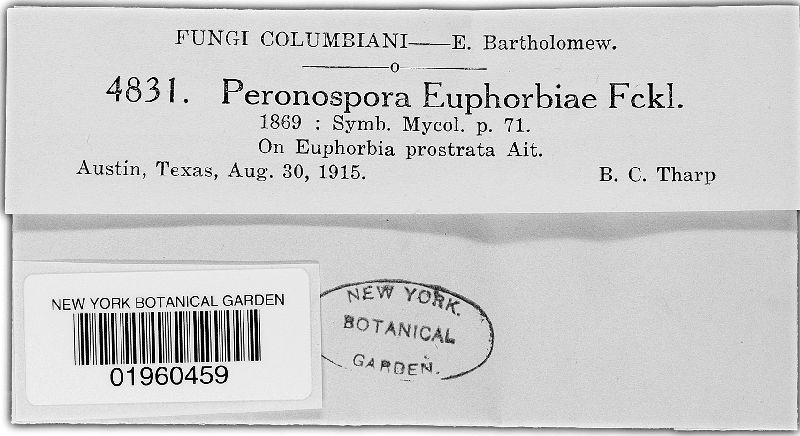 FUNGI COLUMBIANI—E. Bartholomew.
4831. Peronospora Euphorbiae Fckl.
1869 : Symb. Mycol. p. 71.
On Euphorbia prostrata Ait.
Austin, Texas, Aug. 30, 1915. B. C. Tharp
NEW YORK BOTANICAL GARDEN
01960459
NEW YORK.
BOTANICAL
GARDEN.